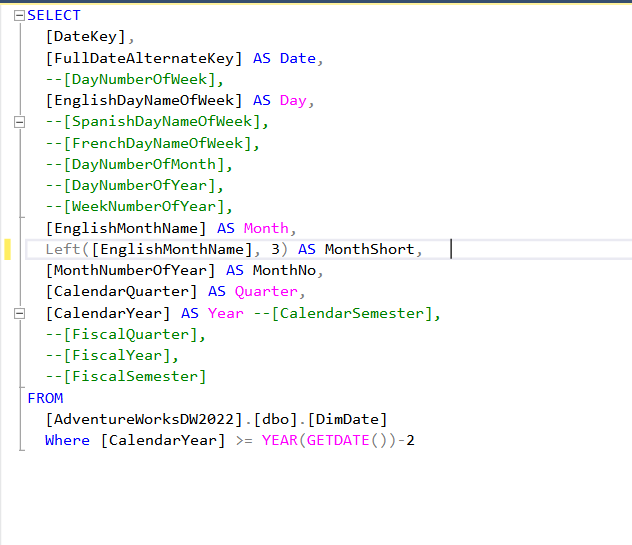 SELECT
[DateKey],
[FullDateAlternateKey] AS Date,
--[DayNumberOfWeek],
[EnglishDayNameOfWeek] AS Day,
--[SpanishDayNameOfWeek],
--[FrenchDayNameOfWeek],
--[DayNumberOfMonth],
--[DayNumberOfYear],
--[WeekNumberOfYear],
[EnglishMonthName] AS Month,
Left([EnglishMonthName], 3) AS MonthShort,
[MonthNumberOfYear] AS MonthNo,
[CalendarQuarter] AS Quarter,
[CalendarYear] AS Year --[CalendarSemester],
--[FiscalQuarter],
--[FiscalYear],
--[FiscalSemester]
FROM
[AdventureWorksDW2022].[dbo].[DimDate]
Where [CalendarYear] >= YEAR(GETDATE())-2